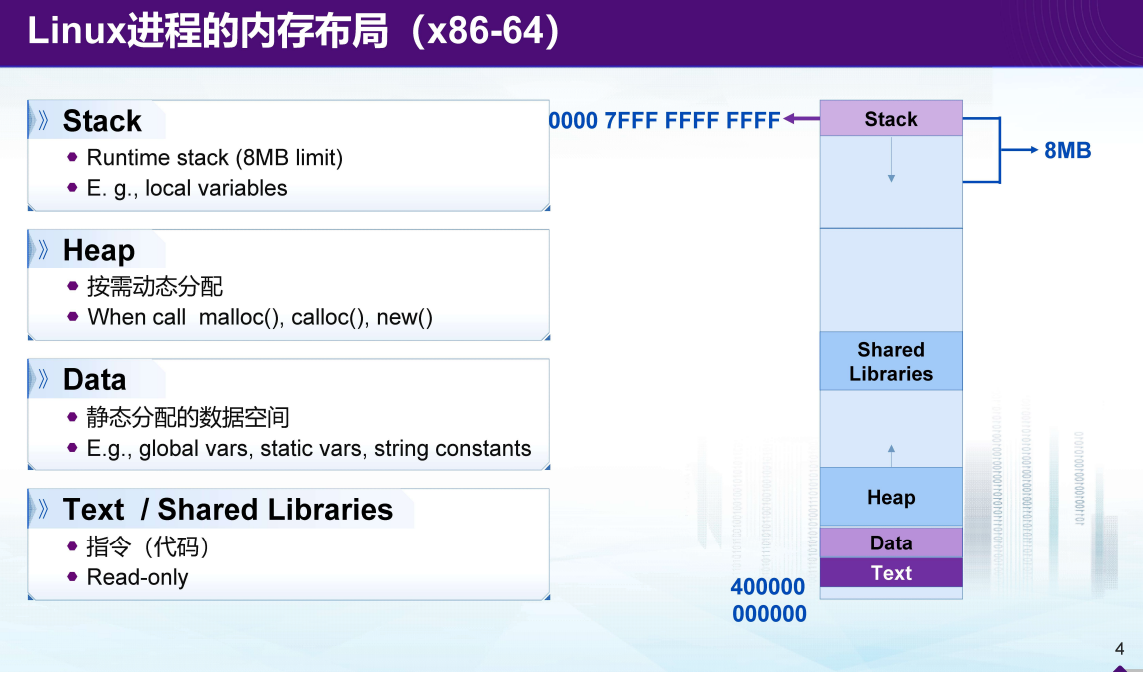 Linux进程的内存布局（x86-64）
Stack
Runtime stack (8MB limit)
E. g., local variables
Heap
按需动态分配
When call  malloc(), calloc(), new()
Data
静态分配的数据空间
E.g., global vars, static vars, string constants
Text  / Shared Libraries
指令（代码）
Read-only
0000 7FFF FFFF FFFF
Stack
8MB
Shared
Libraries
Heap
Data
Text
400000
000000
4